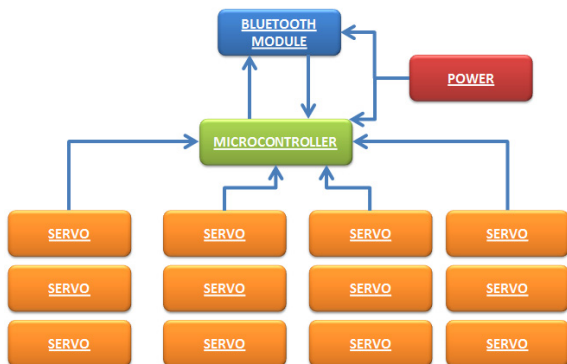 BLUETOOTH
MODULE
POWER
MICROCONTROLLER
SERVO SERVO SERVO SERVO
SERVO SERVO SERVO SERVO
SERVO SERVO SERVO SERVO